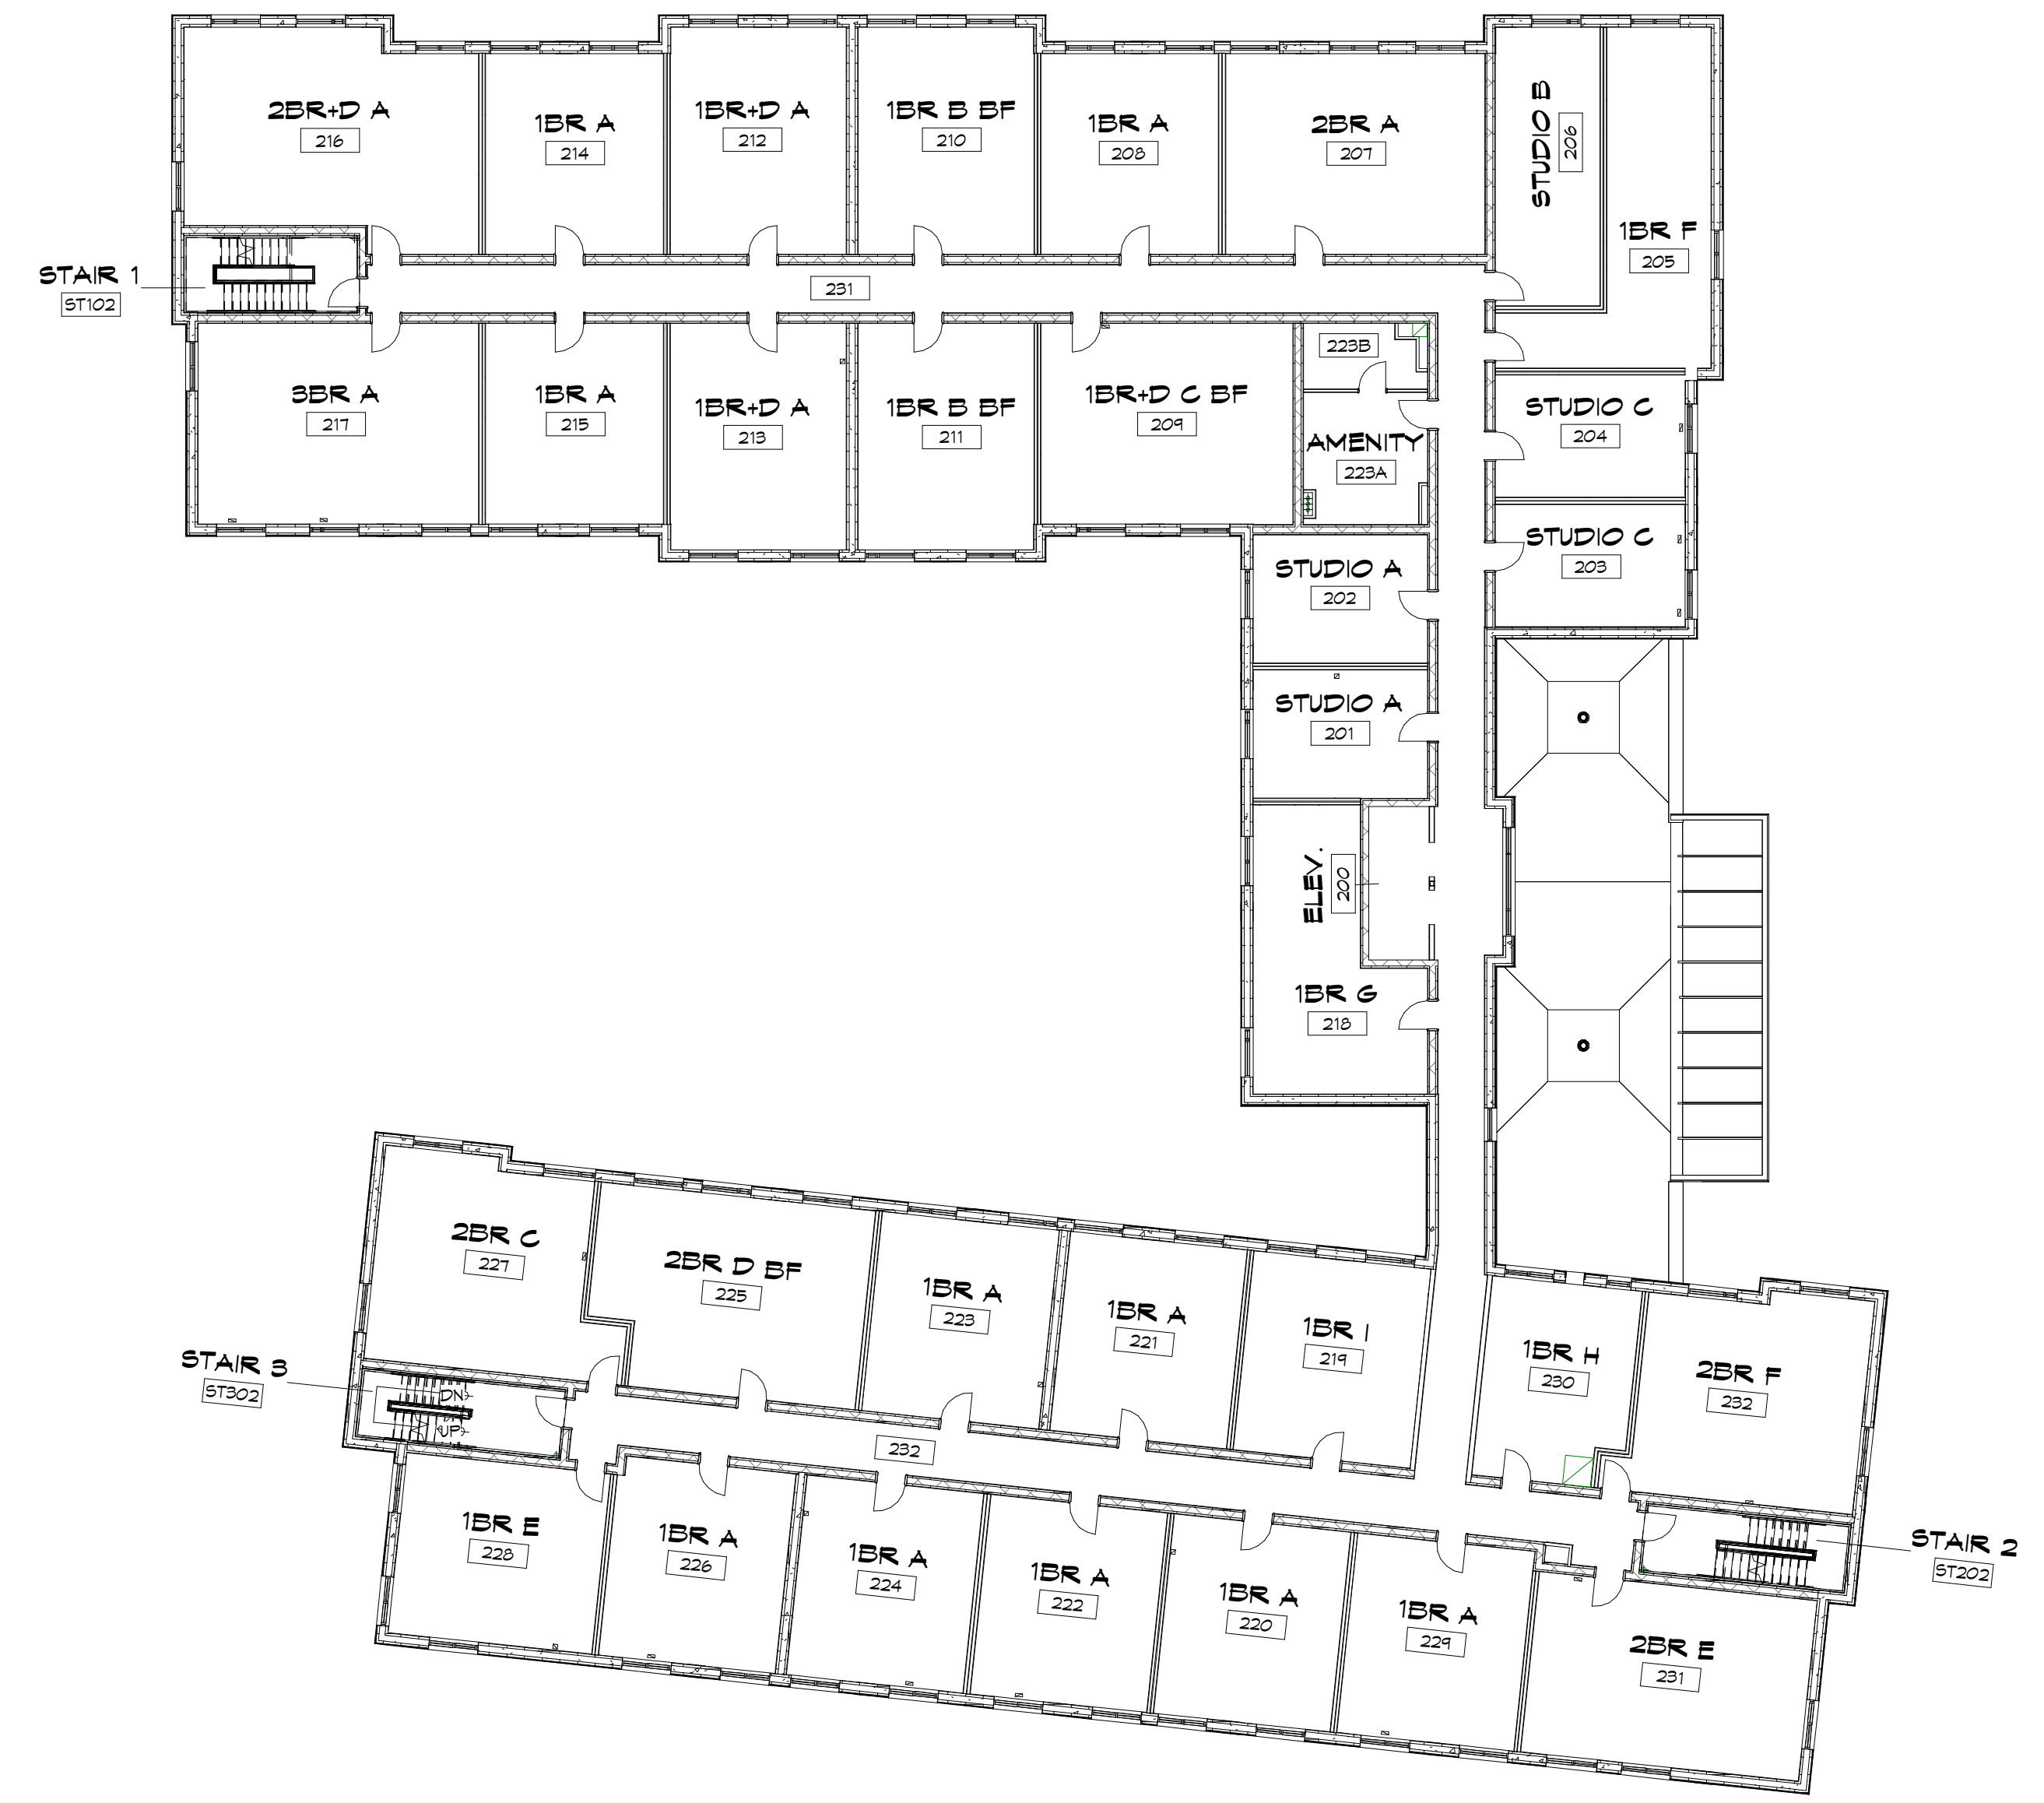 2BR+D A
216
1BR A
214
1BR+D A
212
1BR B BF
210
1BR A
208
2BR A
207
STUDIO B
206
1BR F
205
STAIR 1
ST102
231
3BR A
217
1BR A
215
1BR+D A
213
1BR B BF
211
1BR+D C BF
209
223B
AMENITY
223A
STUDIO C
204
STUDIO C
203
STUDIO A
202
STUDIO A
201
ELEV.
200
1BR G
218
2BR C
227
2BR D BF
225
1BR A
223
1BR A
221
1BR I
219
1BR H
230
2BR F
232
STAIR 3
ST302
DN
UP
232
STAIR 2
ST202
1BR E
228
1BR A
226
1BR A
224
1BR A
222
1BR A
220
1BR A
229
2BR E
231